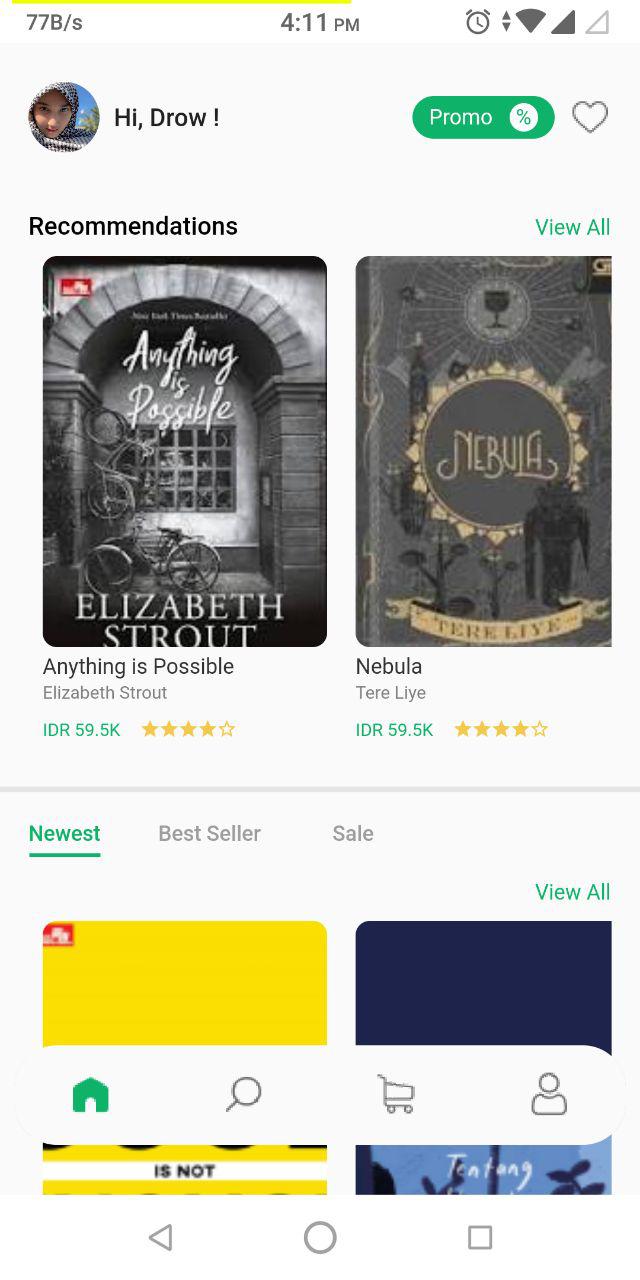 77B/s
4:11 PM
Hi, Drow !
Promo %
Recommendations
View All
New York Times Bestseller
Anything
is
Possible
ELIZABETH
STROUT
NEBULA
TERE LIYE
Anything is Possible
Elizabeth Strout
IDR 59.5K
Nebula
Tere Liye
IDR 59.5K
Newest
Best Seller
Sale
View All
IS NOT
Tentang